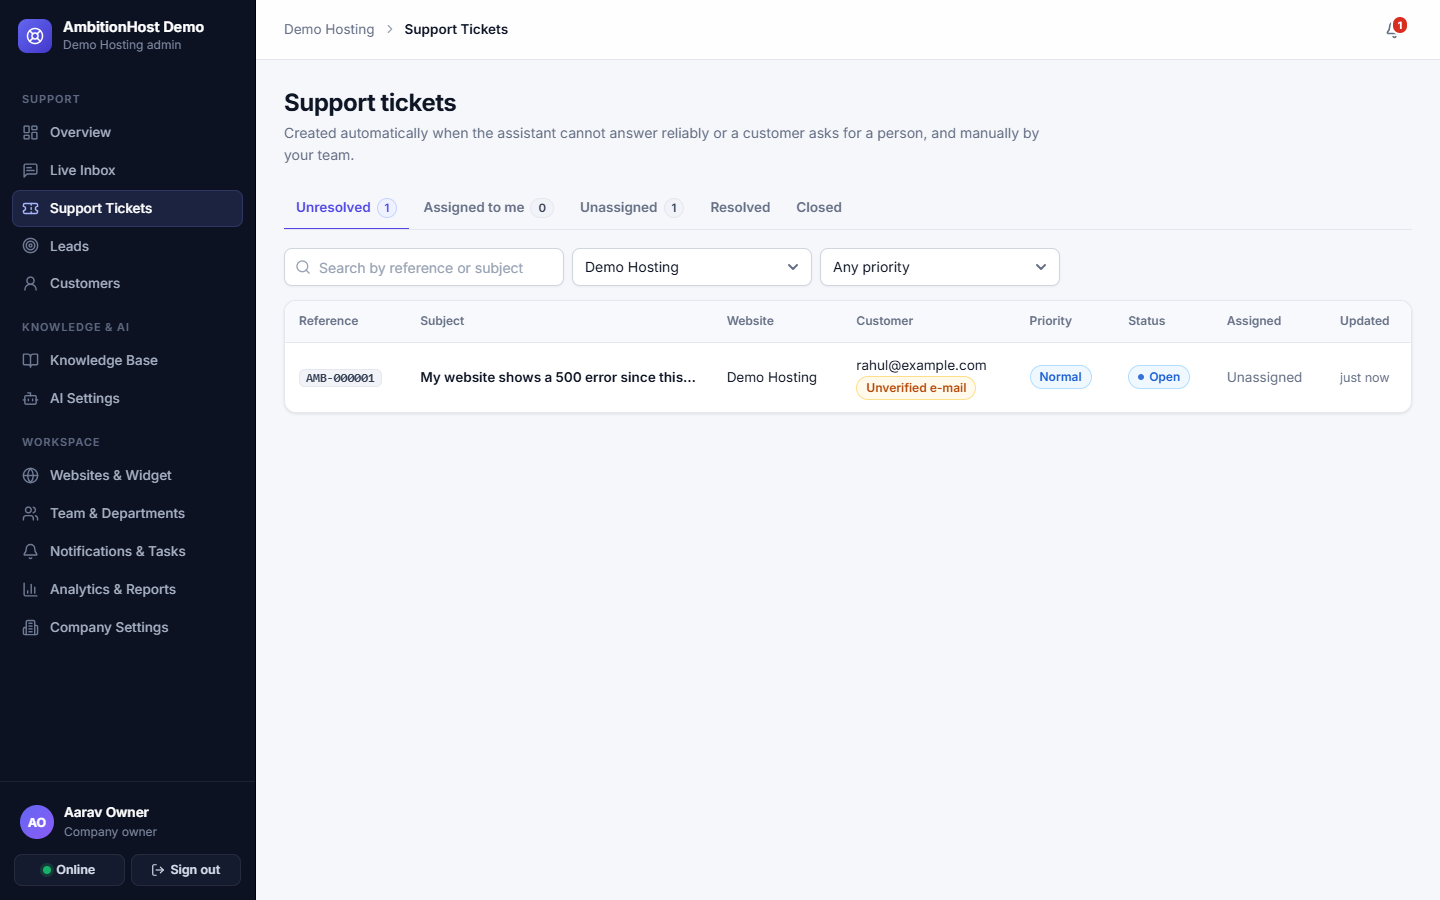 AmbitionHost Demo
Demo Hosting admin
SUPPORT
Overview
Live Inbox
Support Tickets
Leads
Customers
KNOWLEDGE & AI
Knowledge Base
AI Settings
WORKSPACE
Websites & Widget
Team & Departments
Notifications & Tasks
Analytics & Reports
Company Settings
AO
Aarav Owner
Company owner
Online
Sign out
Demo Hosting > Support Tickets
1
Support tickets
Created automatically when the assistant cannot answer reliably or a customer asks for a person, and manually by
your team.
Unresolved 1 Assigned to me 0 Unassigned 1 Resolved Closed
Search by reference or subject Demo Hosting Any priority
Reference Subject Website Customer Priority Status Assigned Updated
AMB-000001 My website shows a 500 error since this... Demo Hosting rahul@example.com Normal Open Unassigned just now
Unverified e-mail